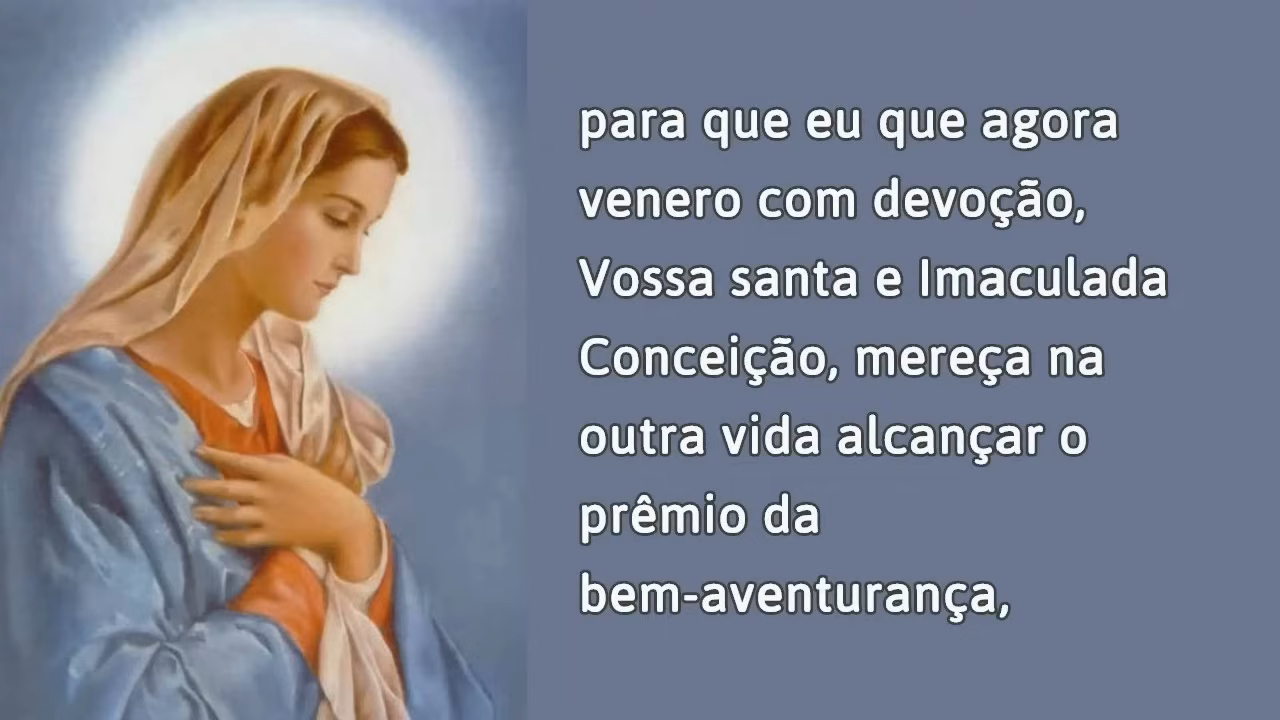 para que eu que agora
venero com devoção,
Vossa santa e Imaculada
Conceição, mereça na
outra vida alcançar o
prêmio da
bem-aventurança,